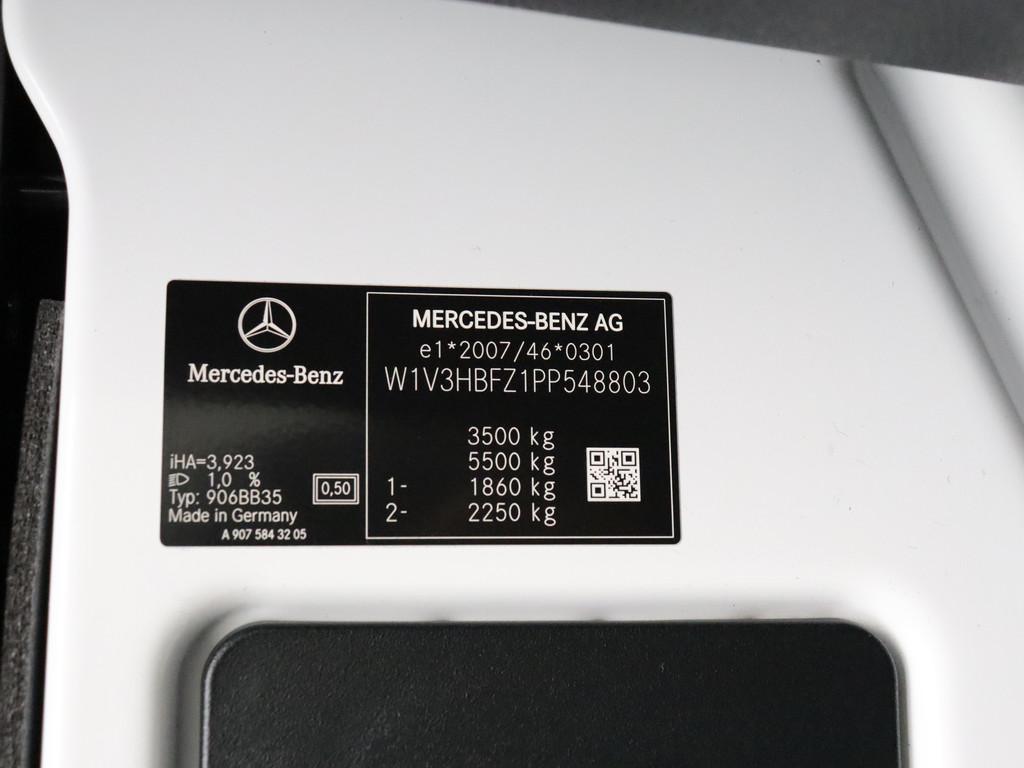 Mercedes-Benz
iHA=3,923
1,0 %
Typ: 906BB35
0,50
Made in Germany
A 907 584 32 05
MERCEDES-BENZ AG
e1*2007/46*0301
W1V3HBFZ1PP548803
3500 kg
5500 kg
1- 1860 kg
2- 2250 kg